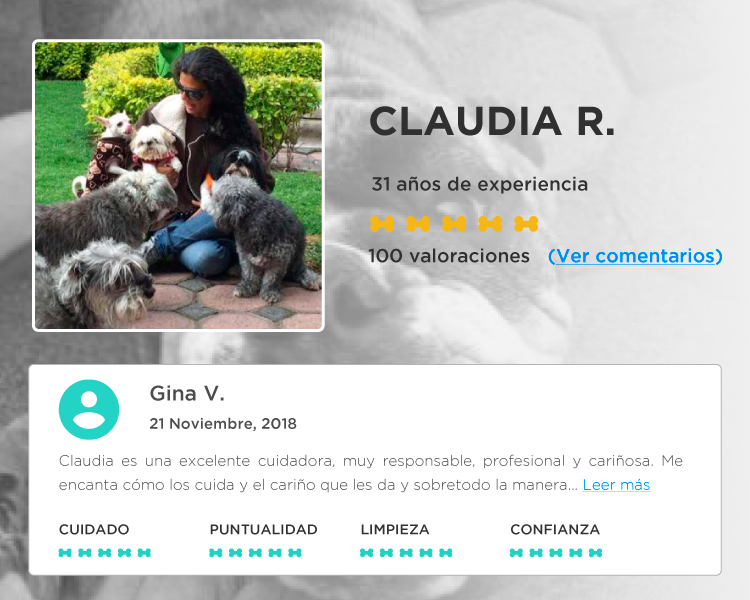 CLAUDIA R.
31 años de experiencia
100 valoraciones (Ver comentarios)
Gina V.
21 Noviembre, 2018
Claudia es una excelente cuidadora, muy responsable, profesional y cariñosa. Me
encanta cómo los cuida y el cariño que les da y sobretodo la manera... Leer más
CUIDADO PUNTUALIDAD LIMPIEZA CONFIANZA